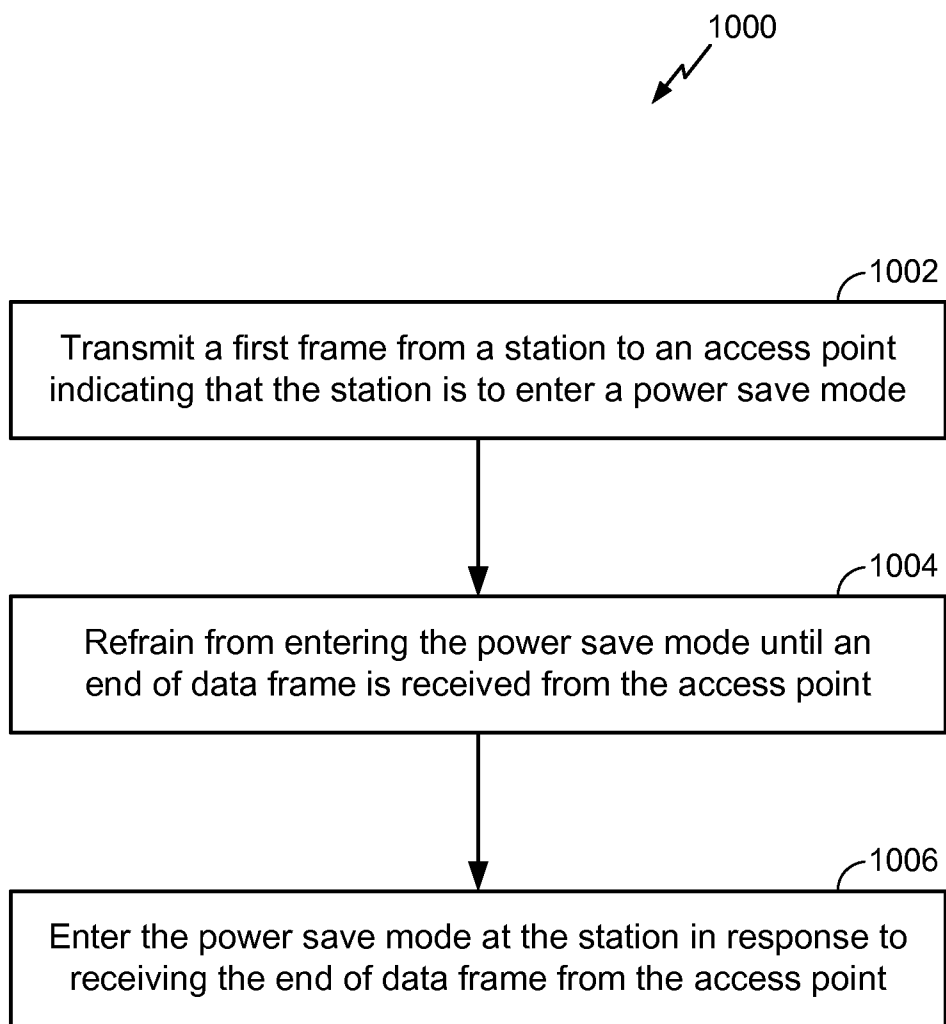 1000
1002
Transmit a first frame from a station to an access point
indicating that the station is to enter a power save mode
1004
Refrain from entering the power save mode until an
end of data frame is received from the access point
1006
Enter the power save mode at the station in response to
receiving the end of data frame from the access point